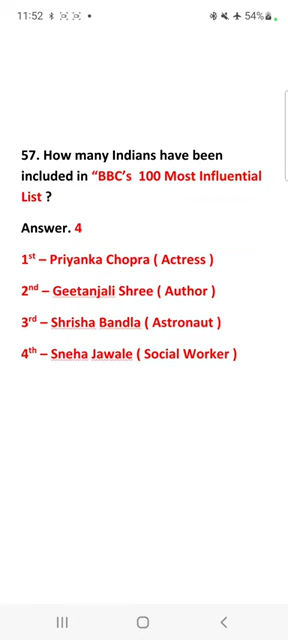 11:52
54%
57. How many Indians have been
included in “BBC’s 100 Most Influential
List ?
Answer. 4
1st – Priyanka Chopra ( Actress )
2nd – Geetanjali Shree ( Author )
3rd – Shrisha Bandla ( Astronaut )
4th – Sneha Jawale ( Social Worker )